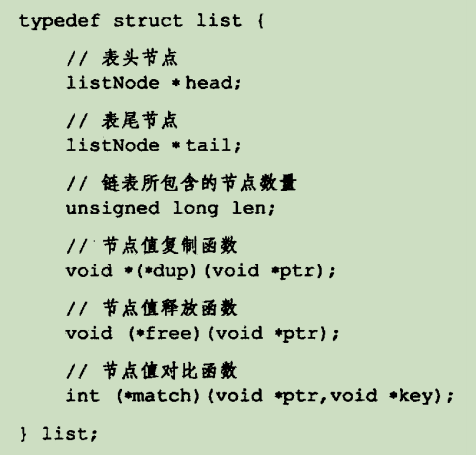 typedef struct list {
// 表头节点
listNode *head;
// 表尾节点
listNode *tail;
// 链表所包含的节点数量
unsigned long len;
// 节点值复制函数
void *(*dup)(void *ptr);
// 节点值释放函数
void (*free)(void *ptr);
// 节点值对比函数
int (*match)(void *ptr,void *key);
} list;